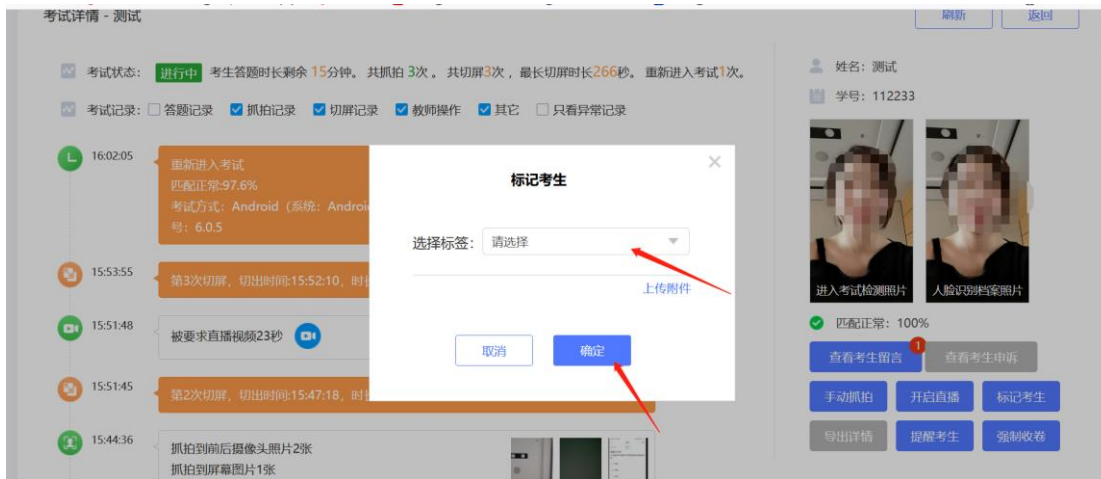 考试详情 - 测试
刷新
返回
考试状态： 进行中 考生答题时长剩余 15分钟。 共抓拍 3次 。 共切屏3次 ，最长切屏时长266秒。 重新进入考试1次。
考试记录： 答题记录 抓拍记录 切屏记录 教师操作 其它 只看异常记录
16:02:05
重新进入考试
匹配正常:97.6%
考试方式：Android（系统：Androi
号：6.0.5
15:53:55
第3次切屏，切出时间:15:52:10，时
15:51:48
被要求直播视频23秒
15:51:45
第2次切屏，切出时间:15:47:18，时
15:44:36
抓拍到前后摄像头照片2张
抓拍到屏幕图片1张
标记考生
选择标签： 请选择
上传附件
取消
确定
姓名：测试
学号：112233
进入考试检测照片
人脸识别档案照片
匹配正常：100%
查看考生留言
1
查看考生申诉
手动抓拍
开启直播
标记考生
导出详情
提醒考生
强制收卷